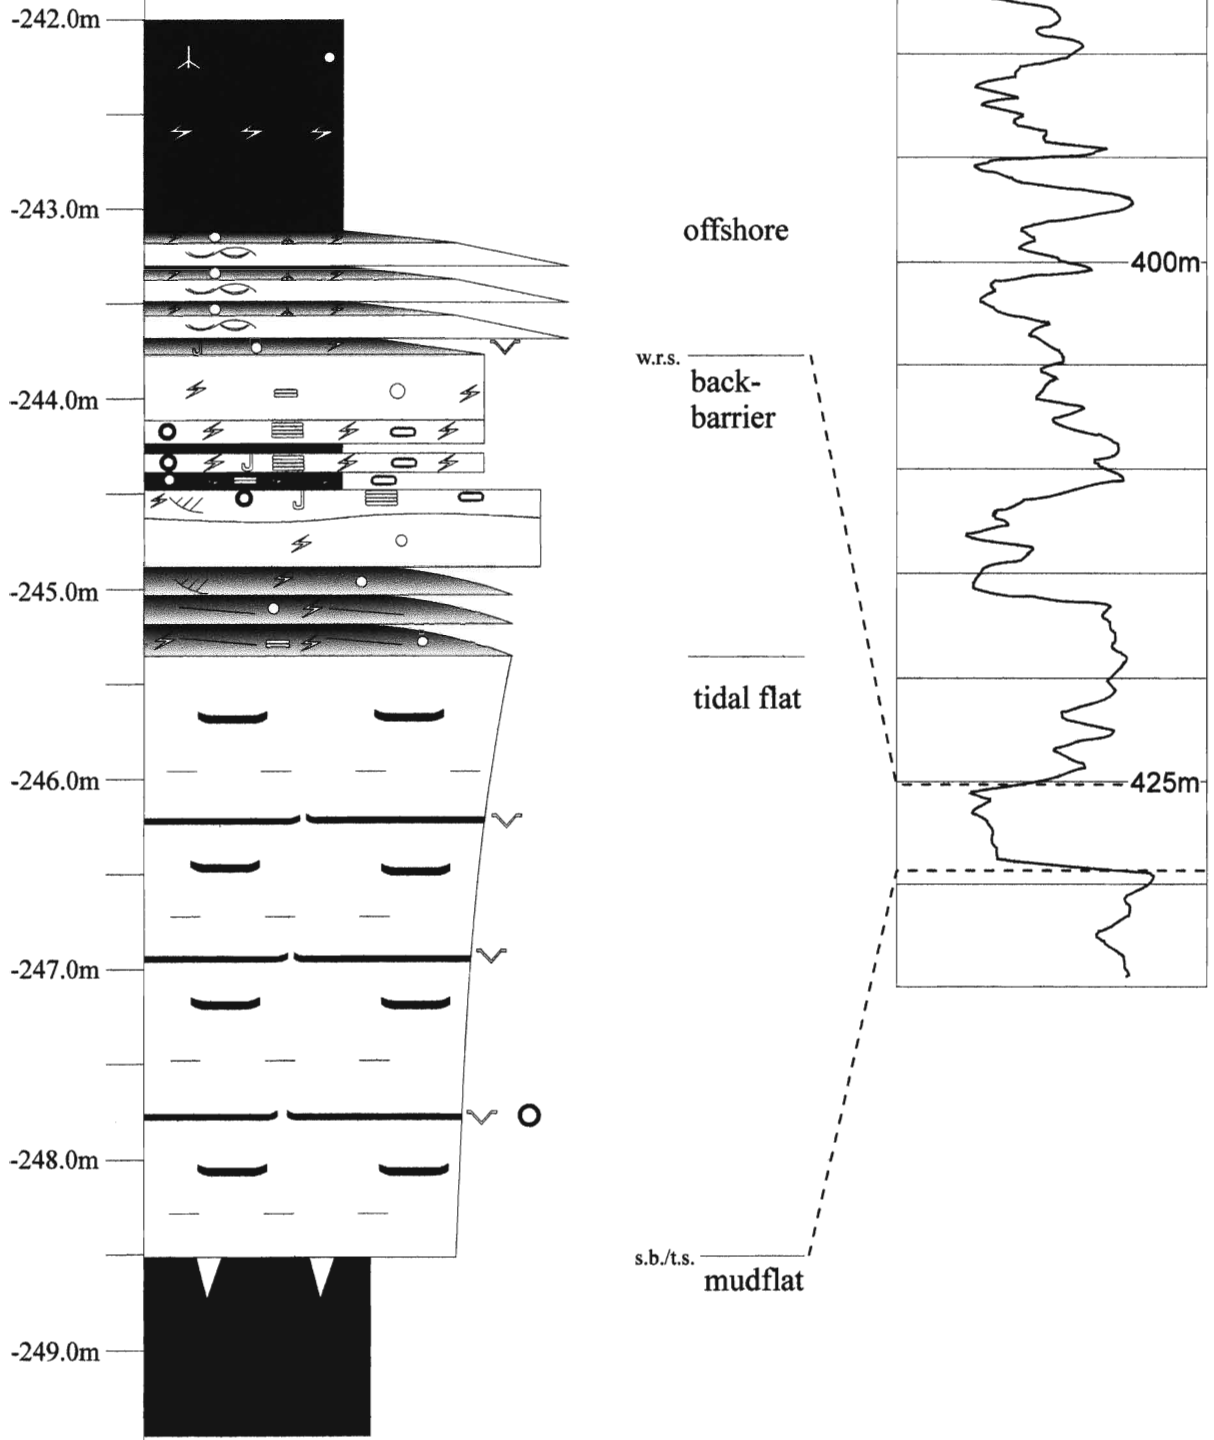 -242.0m
-243.0m
-244.0m
-245.0m
-246.0m
-247.0m
-248.0m
-249.0m
offshore
w.r.s.
back-
barrier
tidal flat
s.b./t.s.
mudflat
400m
425m